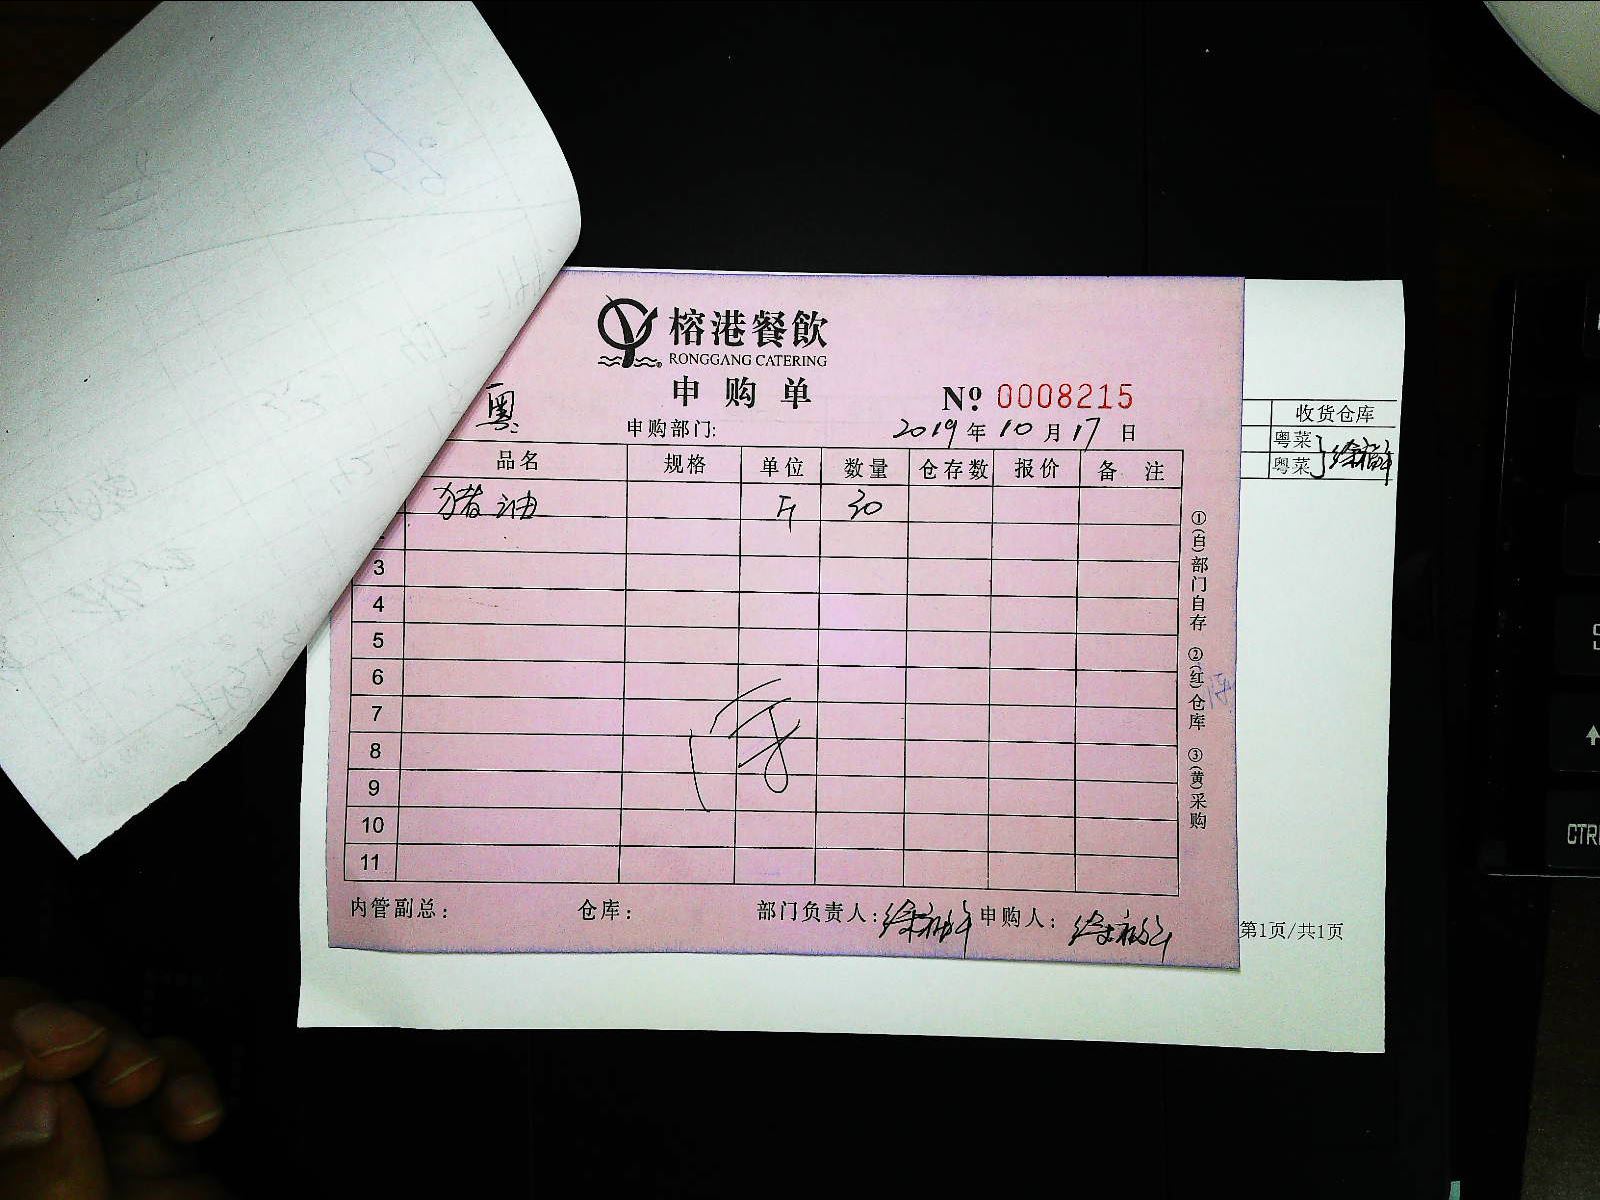 榕港餐飲
RONGGANG CATERING
申购单
№ 0008215
粤
申购部门:
2019年10月17日
品名 规格 单位 数量 仓存数 报价 备注
猪油 斤 30
3
4
5
6
7
8
9
10
11
①(白)部门自存 ②(红)仓库 ③(黄)采购
内管副总: 仓库: 部门负责人: 申购人:
收货仓库
粤菜
粤菜
第1页/共1页
CTRL